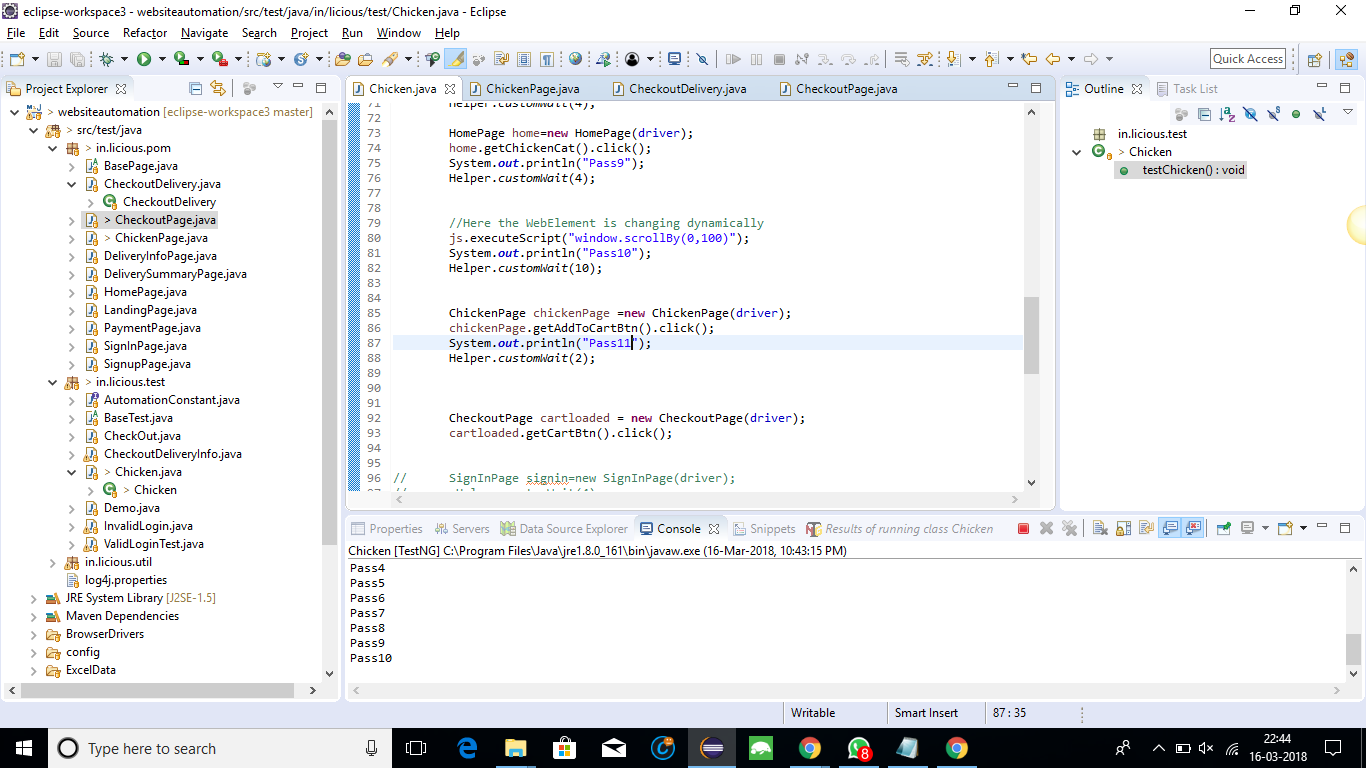 eclipse-workspace3 - websiteautomation/src/test/java/in/licious/test/Chicken.java - Eclipse
File Edit Source Refactor Navigate Search Project Run Window Help
Quick Access
Project Explorer
websiteautomation [eclipse-workspace3 master]
> src/test/java
> in.licious.pom
BasePage.java
CheckoutDelivery.java
CheckoutDelivery
> CheckoutPage.java
> ChickenPage.java
DeliveryInfoPage.java
DeliverySummaryPage.java
HomePage.java
LandingPage.java
PaymentPage.java
SignInPage.java
SignupPage.java
> in.licious.test
AutomationConstant.java
BaseTest.java
CheckOut.java
CheckoutDeliveryInfo.java
> Chicken.java
> Chicken
Demo.java
InvalidLogin.java
ValidLoginTest.java
in.licious.util
log4j.properties
JRE System Library [J2SE-1.5]
Maven Dependencies
BrowserDrivers
config
ExcelData
Chicken.java ChickenPage.java CheckoutDelivery.java CheckoutPage.java
71 Helper.customWait(4);
72
73 HomePage home=new HomePage(driver);
74 home.getChickenCat().click();
75 System.out.println("Pass9");
76 Helper.customWait(4);
77
78
79 //Here the WebElement is changing dynamically
80 js.executeScript("window.scrollBy(0,100)");
81 System.out.println("Pass10");
82 Helper.customWait(10);
83
84
85 ChickenPage chickenPage =new ChickenPage(driver);
86 chickenPage.getAddToCartBtn().click();
87 System.out.println("Pass11");
88 Helper.customWait(2);
89
90
91
92 CheckoutPage cartloaded = new CheckoutPage(driver);
93 cartloaded.getCartBtn().click();
94
95
96 // SignInPage signin=new SignInPage(driver);
Outline Task List
in.licious.test
> Chicken
testChicken() : void
Properties Servers Data Source Explorer Console Snippets Results of running class Chicken
Chicken [TestNG] C:\Program Files\Java\jre1.8.0_161\bin\javaw.exe (16-Mar-2018, 10:43:15 PM)
Pass4
Pass5
Pass6
Pass7
Pass8
Pass9
Pass10
Writable Smart Insert 87 : 35
Type here to search
8
22:44
16-03-2018